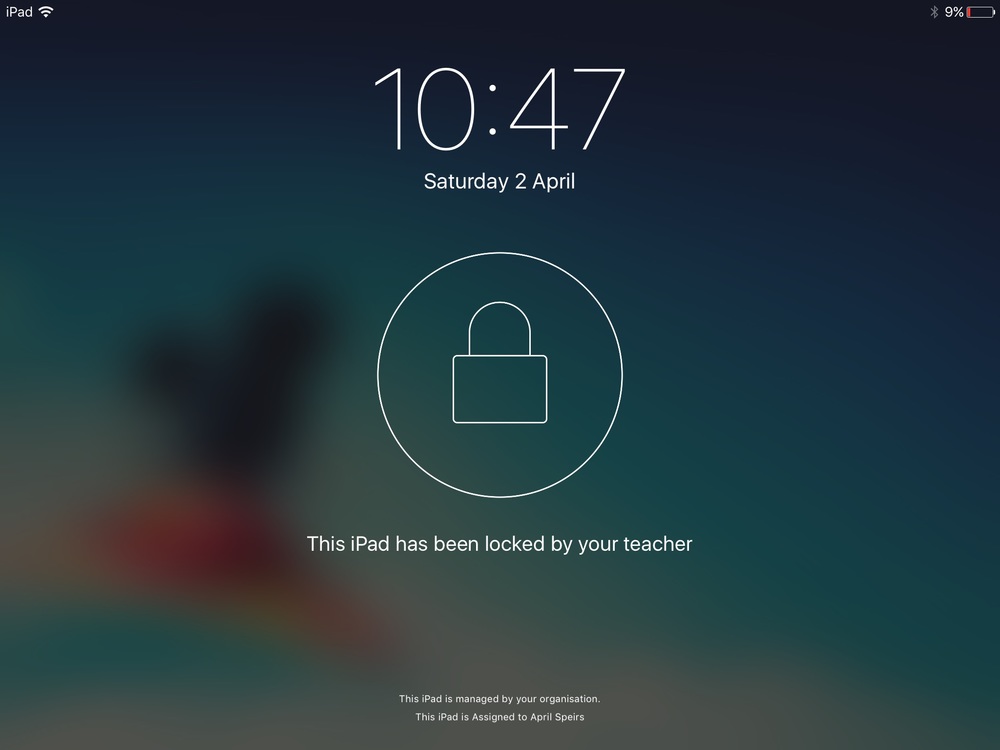 iPad
9%
10:47
Saturday 2 April
This iPad has been locked by your teacher
This iPad is managed by your organisation.
This iPad is Assigned to April Speirs